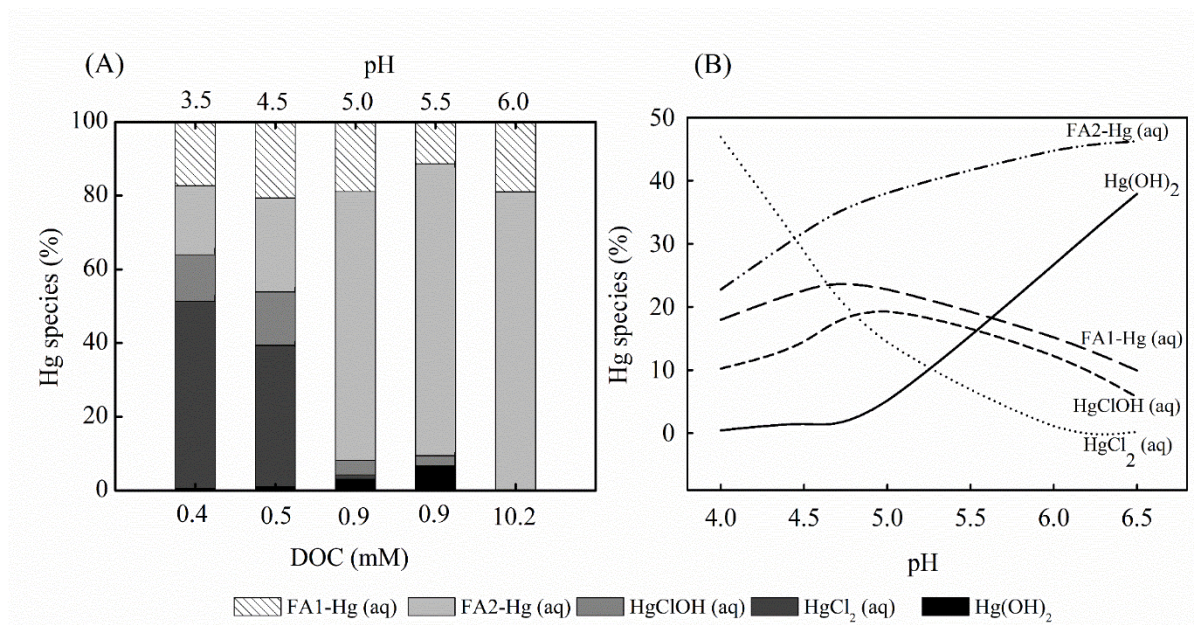 (A)
pH
3.5 4.5 5.0 5.5 6.0
100
80
60
40
20
0
Hg species (%)
0.4 0.5 0.9 0.9 10.2
DOC (mM)
(B)
50
40
30
20
10
0
Hg species (%)
FA2-Hg (aq)
Hg(OH)₂
FA1-Hg (aq)
HgClOH (aq)
HgCl₂ (aq)
4.0 4.5 5.0 5.5 6.0 6.5
pH
FA1-Hg (aq) FA2-Hg (aq) HgClOH (aq) HgCl₂ (aq) Hg(OH)₂